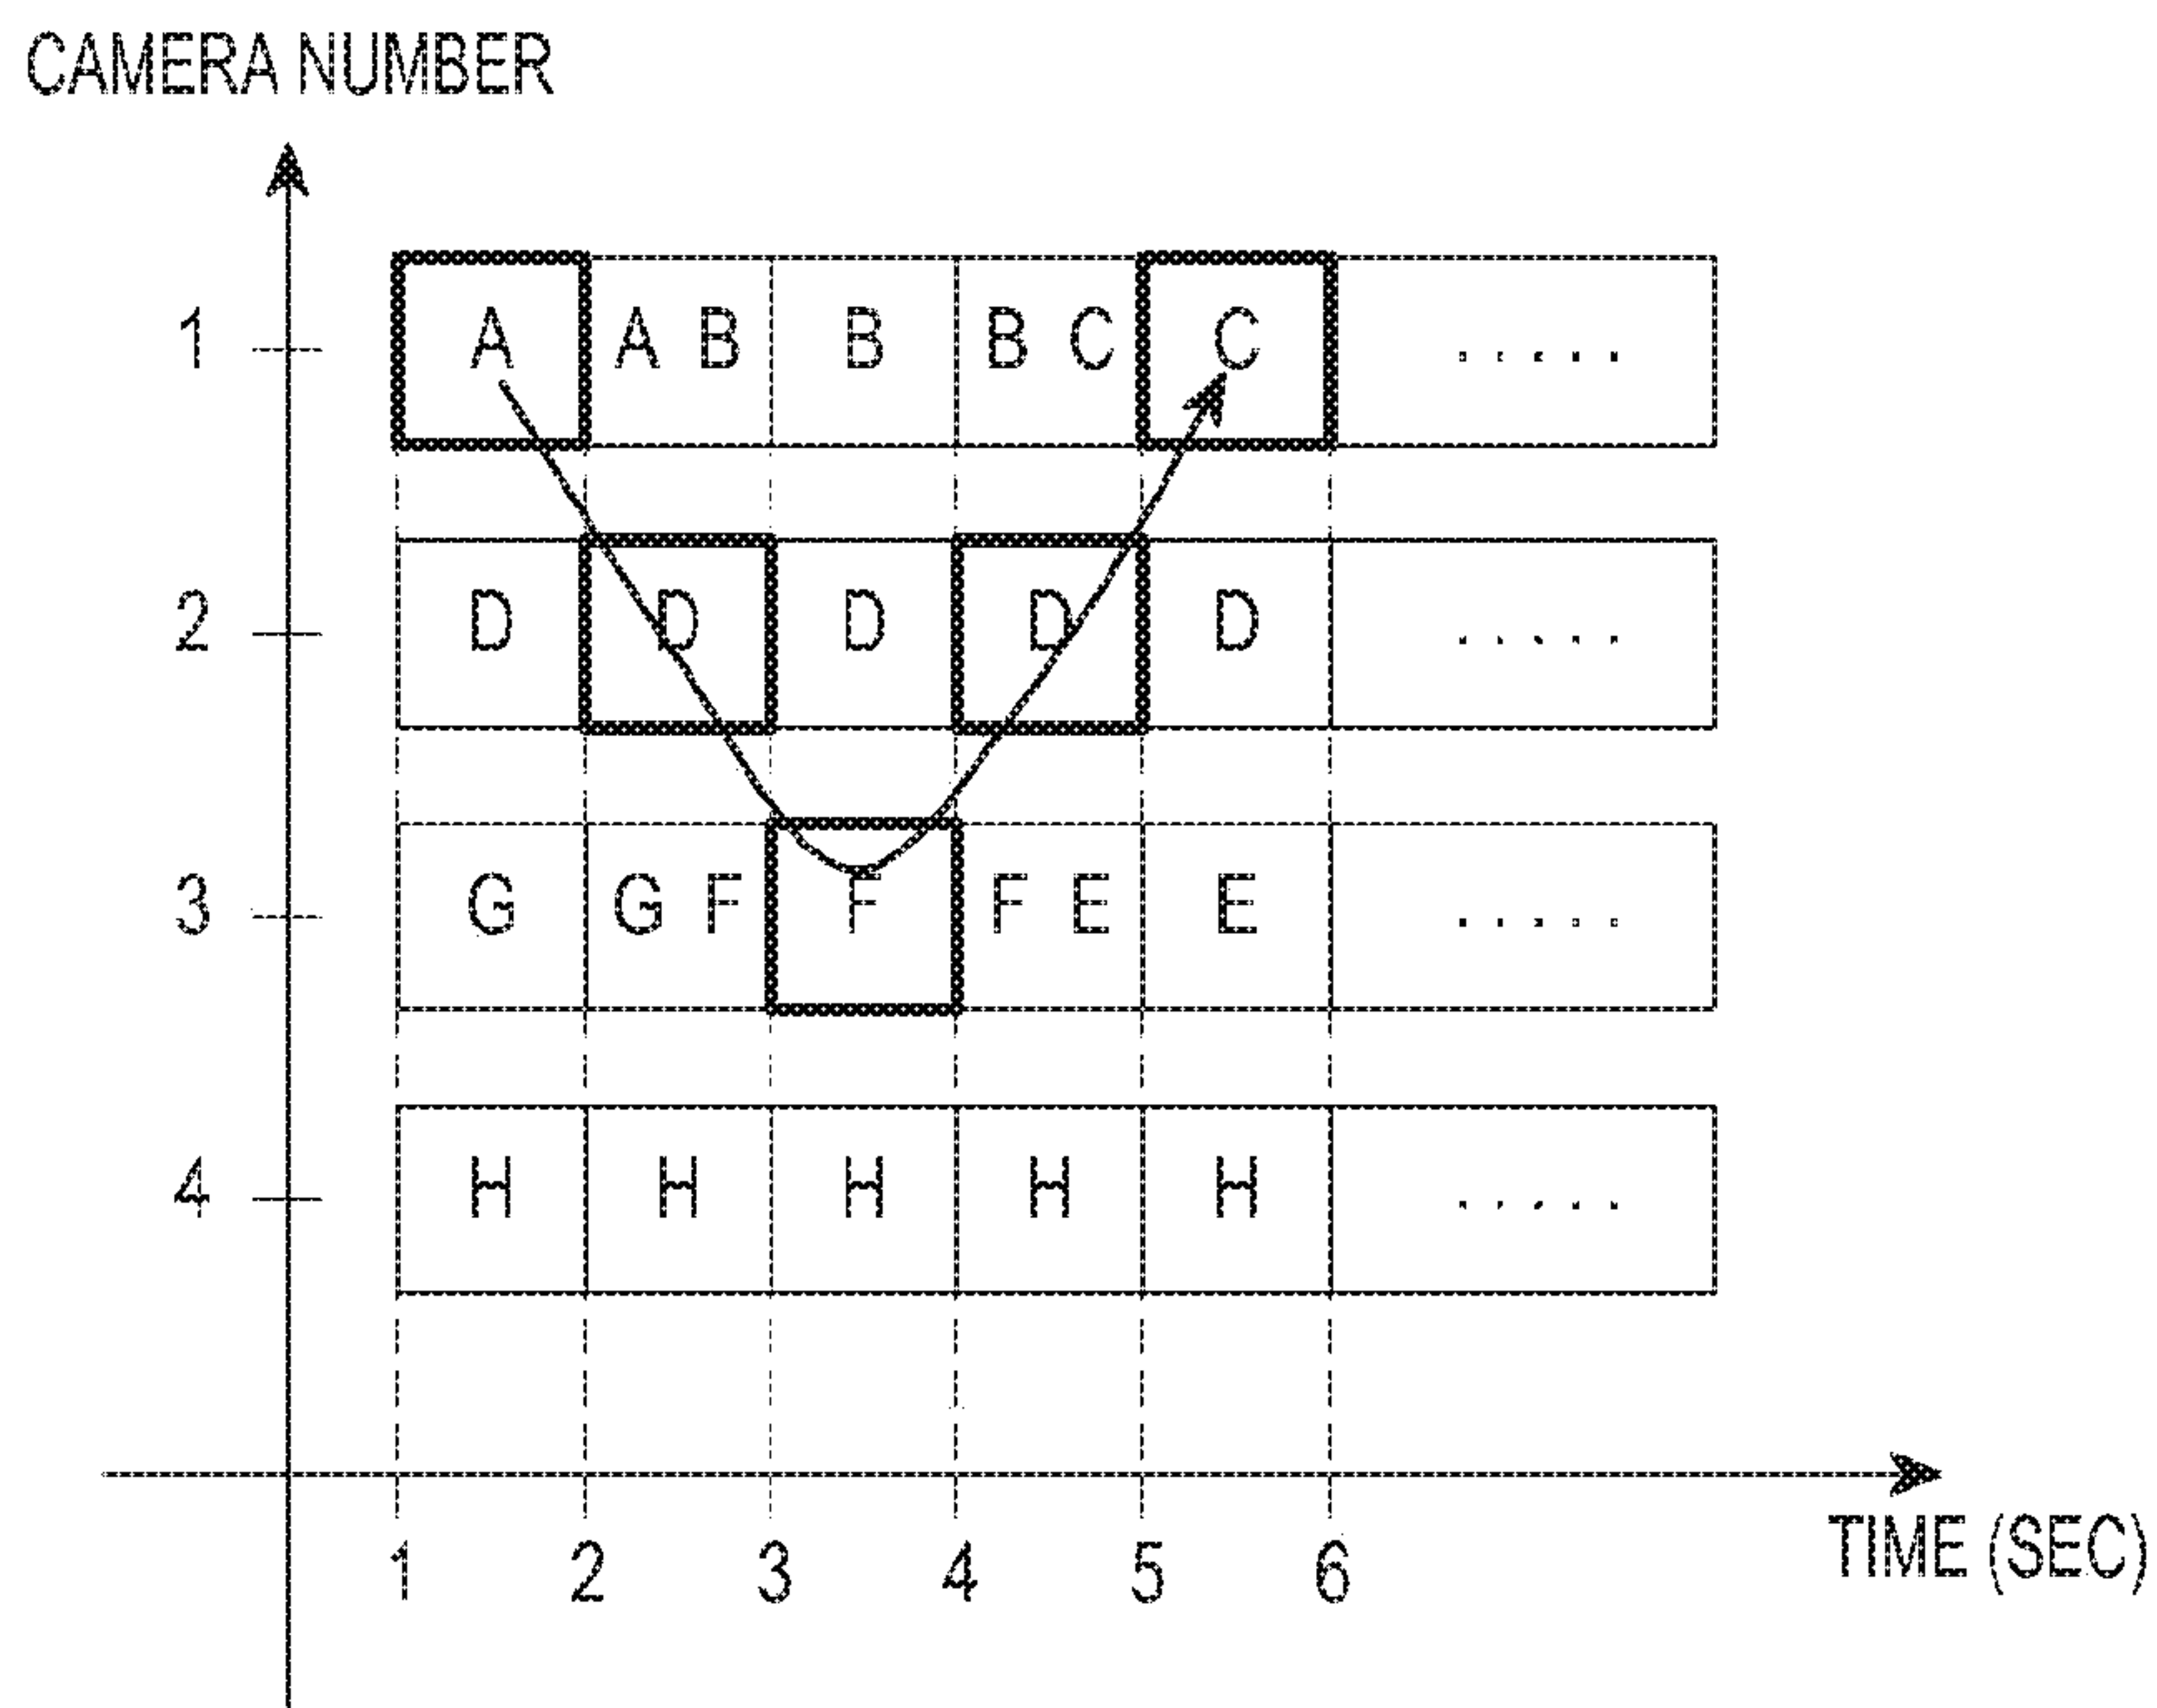 CAMERA NUMBER
1 A A B B B C C .....
2 D D D D D .....
3 G G F F F E E .....
4 H H H H H .....
1 2 3 4 5 6
TIME (SEC)